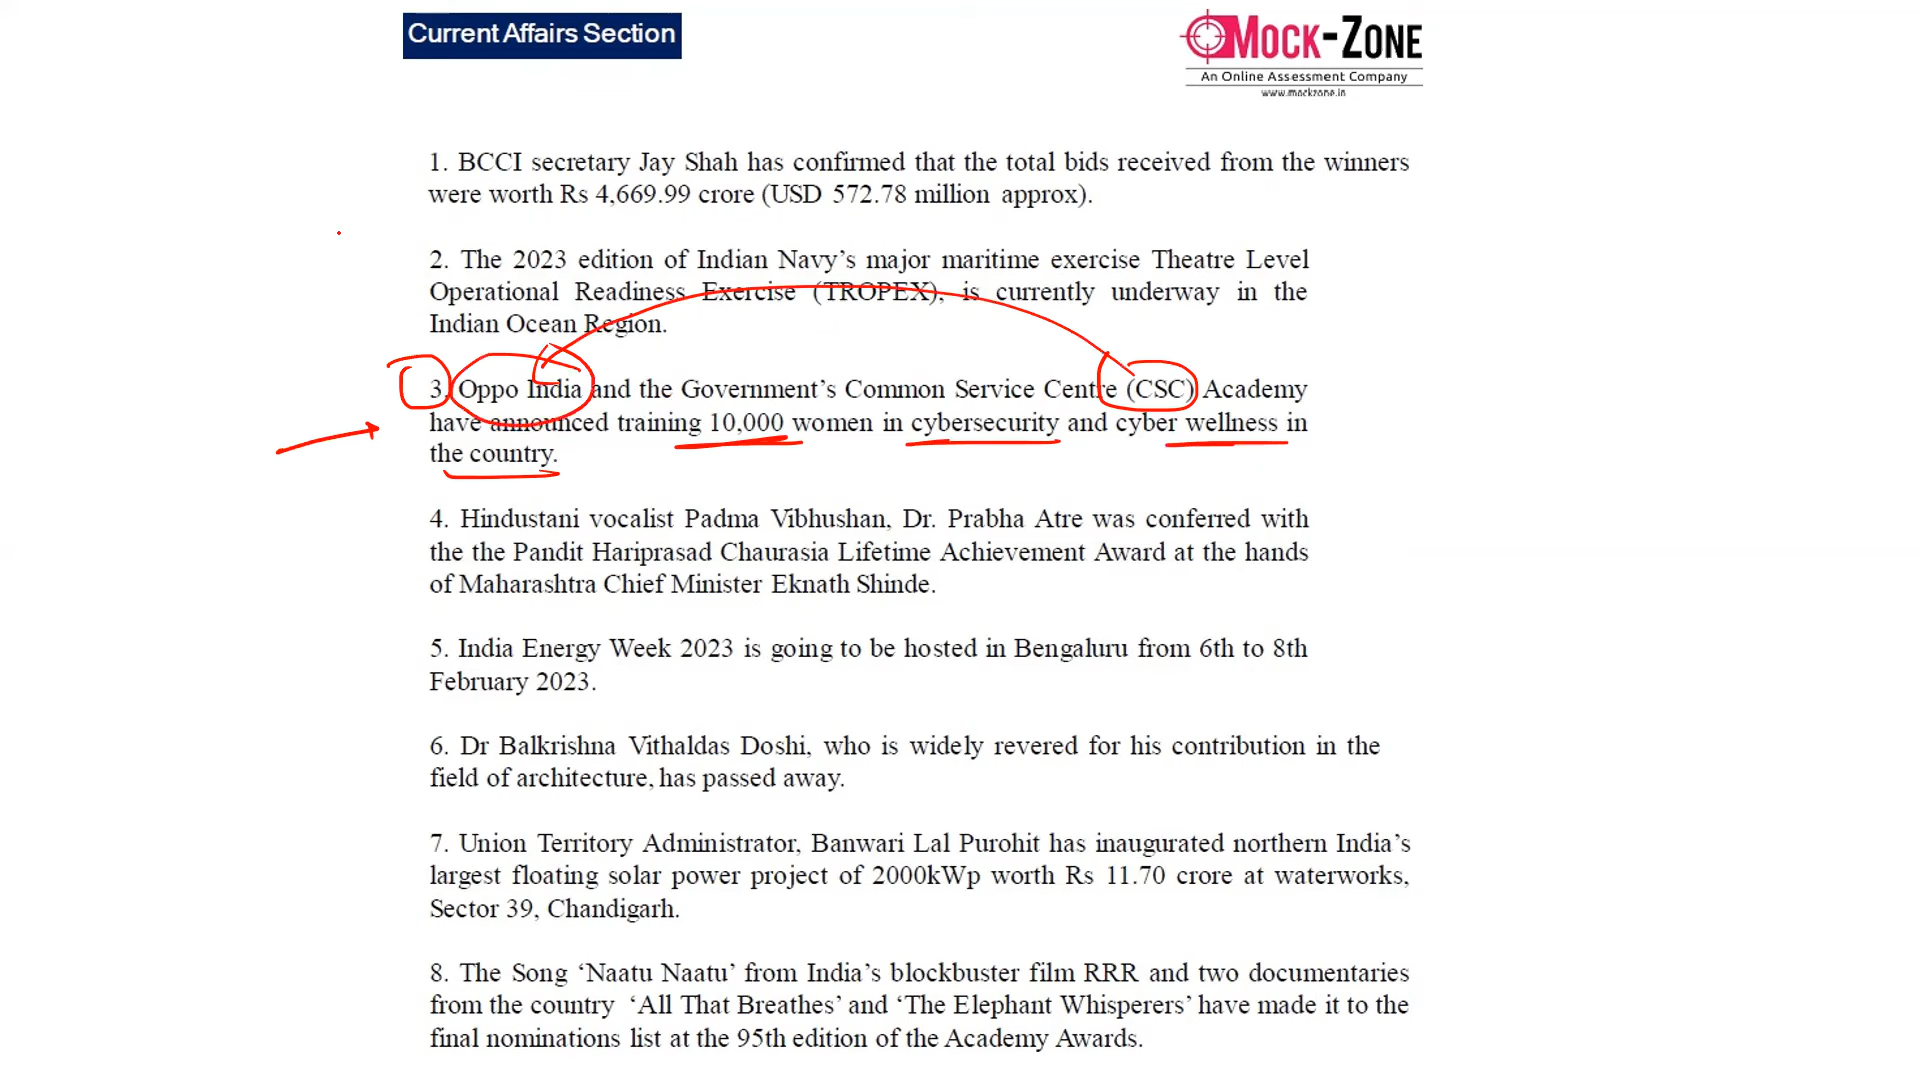 Current Affairs Section
MOCK-ZONE
An Online Assessment Company
www.mockzone.in
1. BCCI secretary Jay Shah has confirmed that the total bids received from the winners
were worth Rs 4,669.99 crore (USD 572.78 million approx).
2. The 2023 edition of Indian Navy’s major maritime exercise Theatre Level
Operational Readiness Exercise (TROPEX), is currently underway in the
Indian Ocean Region.
3. Oppo India and the Government’s Common Service Centre (CSC) Academy
have announced training 10,000 women in cybersecurity and cyber wellness in
the country.
4. Hindustani vocalist Padma Vibhushan, Dr. Prabha Atre was conferred with
the the Pandit Hariprasad Chaurasia Lifetime Achievement Award at the hands
of Maharashtra Chief Minister Eknath Shinde.
5. India Energy Week 2023 is going to be hosted in Bengaluru from 6th to 8th
February 2023.
6. Dr Balkrishna Vithaldas Doshi, who is widely revered for his contribution in the
field of architecture, has passed away.
7. Union Territory Administrator, Banwari Lal Purohit has inaugurated northern India’s
largest floating solar power project of 2000kWp worth Rs 11.70 crore at waterworks,
Sector 39, Chandigarh.
8. The Song ‘Naatu Naatu’ from India’s blockbuster film RRR and two documentaries
from the country ‘All That Breathes’ and ‘The Elephant Whisperers’ have made it to the
final nominations list at the 95th edition of the Academy Awards.